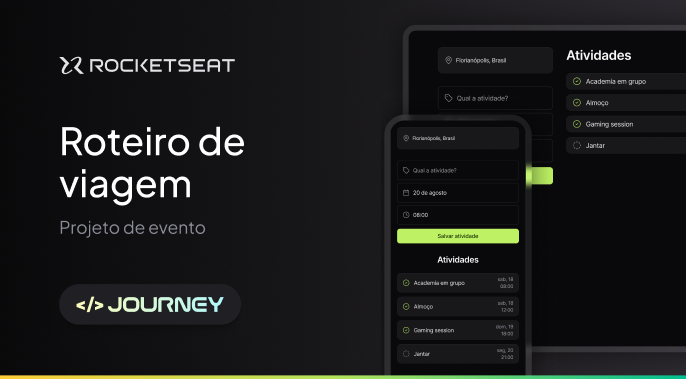 ROCKETSEAT
Roteiro de
viagem
Projeto de evento
</> JOURNEY
Florianópolis, Brasil
Qual a atividade?
Atividades
Academia em grupo
Almoço
Gaming session
Jantar
Florianópolis, Brasil
Qual a atividade?
20 de agosto
08:00
Salvar atividade
Atividades
Academia em grupo
sab, 18
08:00
Almoço
sab, 18
12:00
Gaming session
dom, 19
18:00
Jantar
seg, 20
21:00